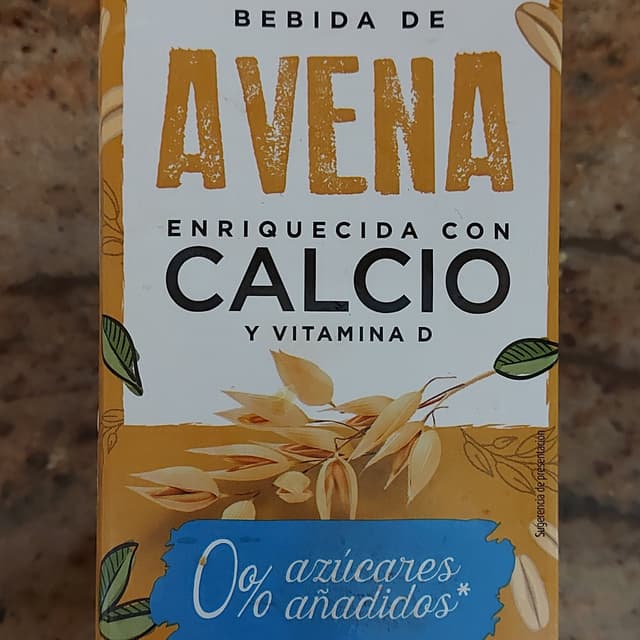 BEBIDA DE
AVENA
ENRIQUECIDA CON
CALCIO
Y VITAMINA D
Sugerencia de presentación
0% azúcares
añadidos*